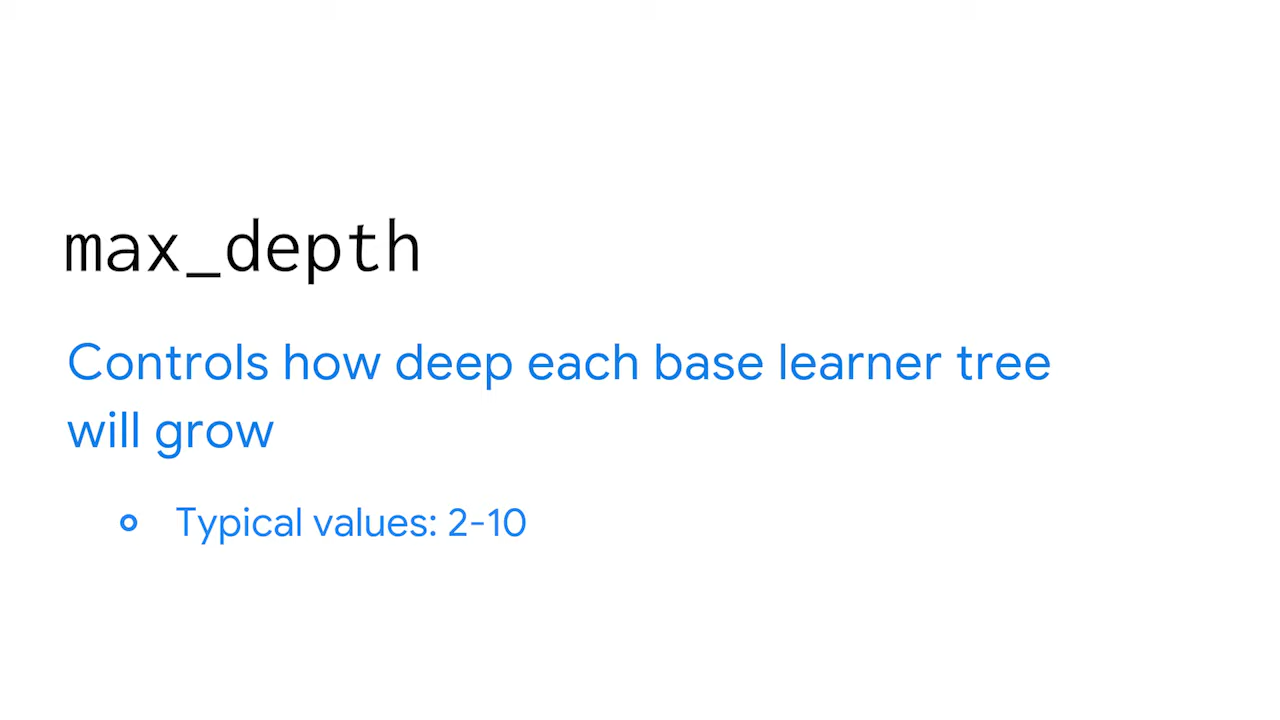 max_depth
Controls how deep each base learner tree
will grow
Typical values: 2-10